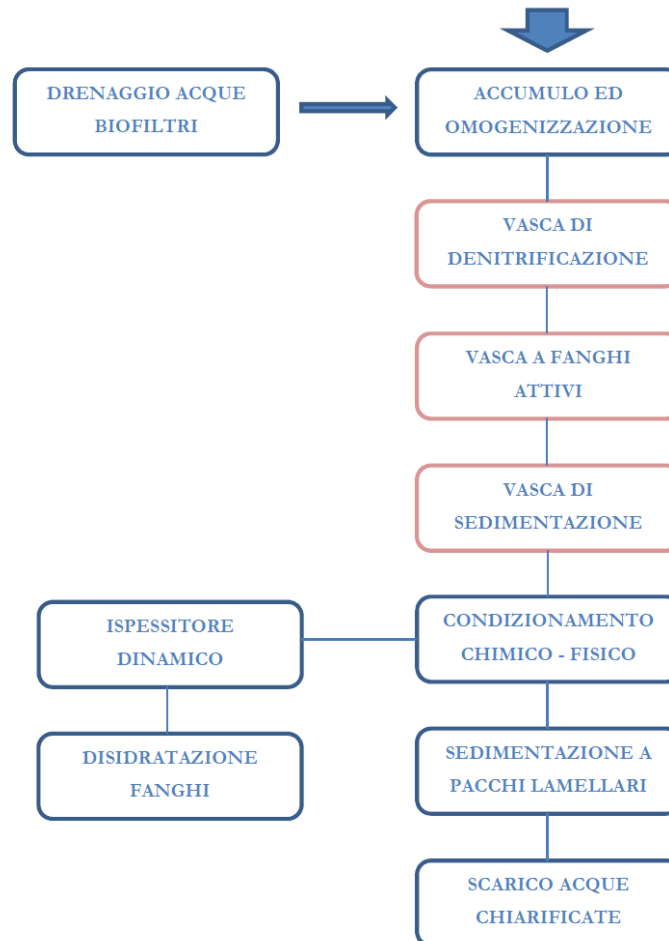 DRENAGGIO ACQUE
BIOFILTRI
ACCUMULO ED
OMOGENIZZAZIONE
VASCA DI
DENITRIFICAZIONE
VASCA A FANGHI
ATTIVI
VASCA DI
SEDIMENTAZIONE
ISPESSITORE
DINAMICO
CONDIZIONAMENTO
CHIMICO - FISICO
DISIDRATAZIONE
FANGHI
SEDIMENTAZIONE A
PACCHI LAMELLARI
SCARICO ACQUE
CHIARIFICATE